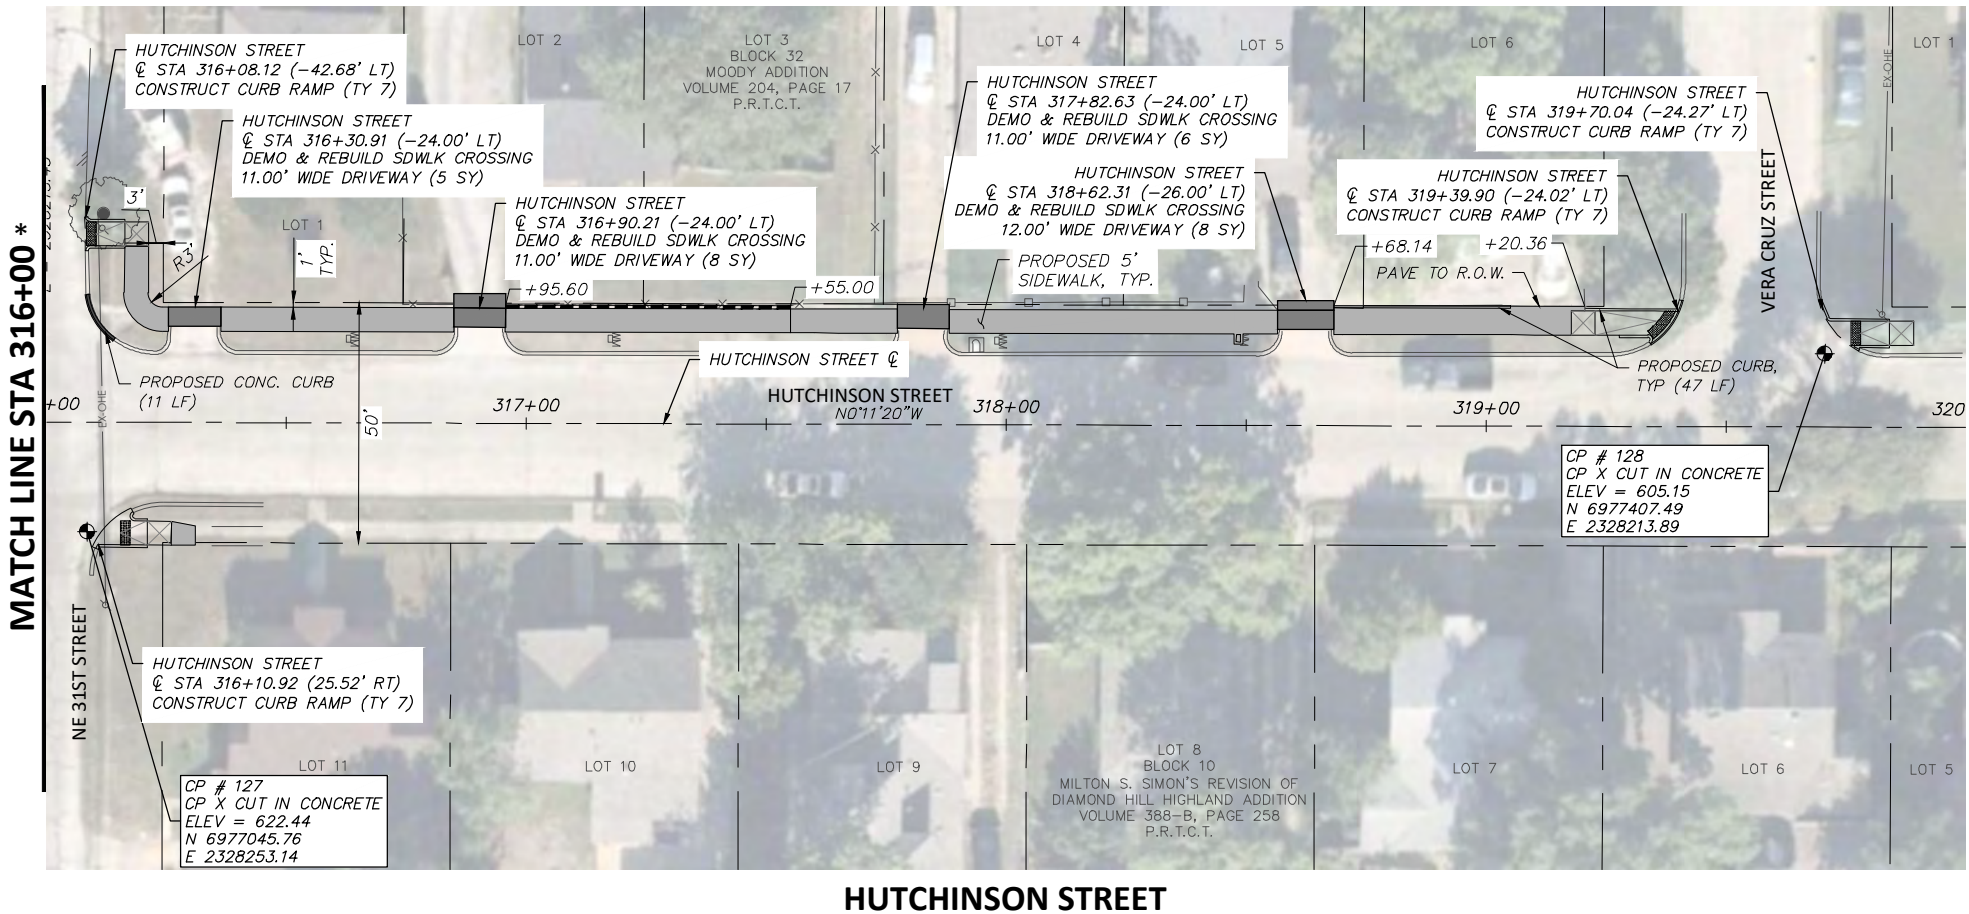 LOT 2
LOT 3
BLOCK 32
MOODY ADDITION
VOLUME 204, PAGE 17
P.R.T.C.T.
LOT 4
LOT 5
LOT 6
LOT 1
EX-OHE
HUTCHINSON STREET
℄ STA 316+08.12 (-42.68' LT)
CONSTRUCT CURB RAMP (TY 7)
HUTCHINSON STREET
℄ STA 316+30.91 (-24.00' LT)
DEMO & REBUILD SDWLK CROSSING
11.00' WIDE DRIVEWAY (5 SY)
HUTCHINSON STREET
℄ STA 316+90.21 (-24.00' LT)
DEMO & REBUILD SDWLK CROSSING
11.00' WIDE DRIVEWAY (8 SY)
HUTCHINSON STREET
℄ STA 317+82.63 (-24.00' LT)
DEMO & REBUILD SDWLK CROSSING
11.00' WIDE DRIVEWAY (6 SY)
HUTCHINSON STREET
℄ STA 318+62.31 (-26.00' LT)
DEMO & REBUILD SDWLK CROSSING
12.00' WIDE DRIVEWAY (8 SY)
HUTCHINSON STREET
℄ STA 319+39.90 (-24.02' LT)
CONSTRUCT CURB RAMP (TY 7)
HUTCHINSON STREET
℄ STA 319+70.04 (-24.27' LT)
CONSTRUCT CURB RAMP (TY 7)
MATCH LINE STA 316+00 *
3'
R3'
LOT 1
1'
TYP.
+95.60
+55.00
PROPOSED 5'
SIDEWALK, TYP.
+68.14
+20.36
PAVE TO R.O.W.
VERA CRUZ STREET
WM
WM
WM
WM
PROPOSED CONC. CURB
(11 LF)
EX-OHE
HUTCHINSON STREET ℄
PROPOSED CURB,
TYP (47 LF)
+00
50'
317+00
HUTCHINSON STREET
N0°11'20"W
318+00
319+00
320
CP # 128
CP X CUT IN CONCRETE
ELEV = 605.15
N 6977407.49
E 2328213.89
NE 31ST STREET
HUTCHINSON STREET
℄ STA 316+10.92 (25.52' RT)
CONSTRUCT CURB RAMP (TY 7)
CP # 127
CP X CUT IN CONCRETE
ELEV = 622.44
N 6977045.76
E 2328253.14
LOT 11
LOT 10
LOT 9
LOT 8
BLOCK 10
MILTON S. SIMON'S REVISION OF
DIAMOND HILL HIGHLAND ADDITION
VOLUME 388-B, PAGE 258
P.R.T.C.T.
LOT 7
LOT 6
LOT 5
HUTCHINSON STREET